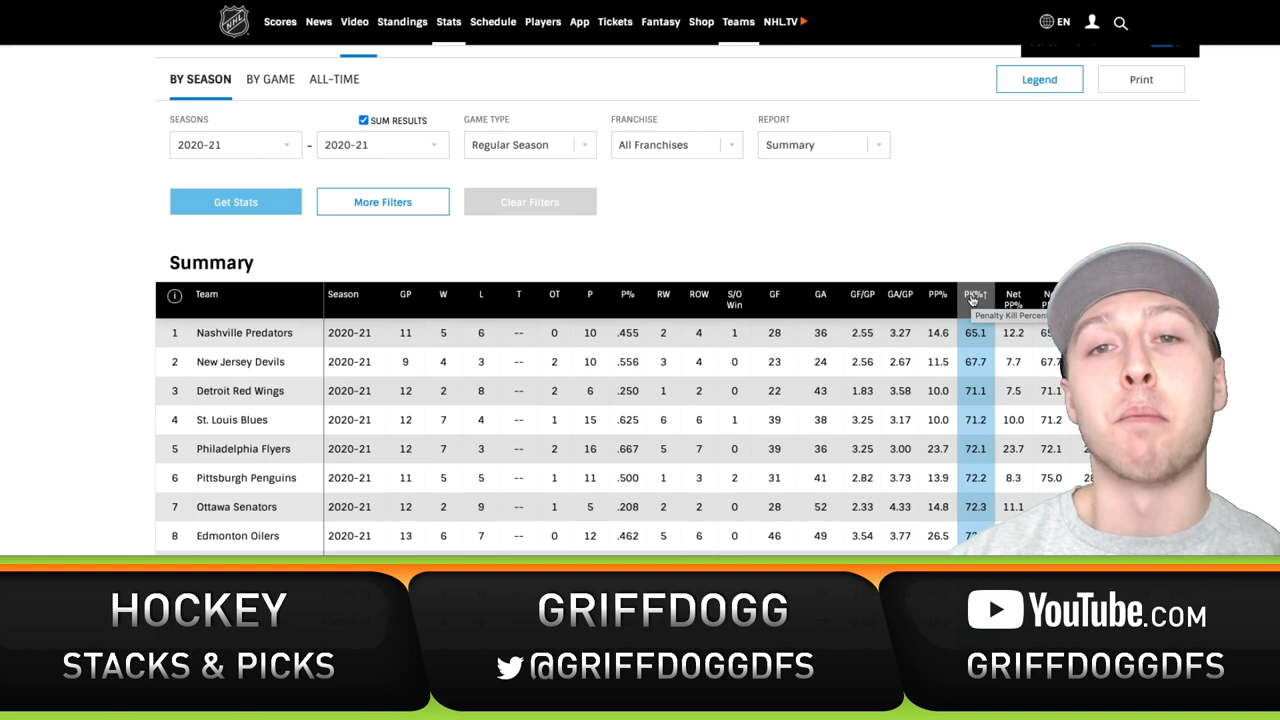 NHL Scores News Video Standings Stats Schedule Players App Tickets Fantasy Shop Teams NHL.TV EN
BY SEASON BY GAME ALL-TIME Legend Print
SEASONS SUM RESULTS GAME TYPE FRANCHISE REPORT
2020-21 - 2020-21 Regular Season All Franchises Summary
Get Stats More Filters Clear Filters
Summary
Team Season GP W L T OT P P% RW ROW S/O Win GF GA GF/GP GA/GP PP% PK%↑ Net PP%
Penalty Kill Percen
1 Nashville Predators 2020-21 11 5 6 -- 0 10 .455 2 4 1 28 36 2.55 3.27 14.6 65.1 12.2
2 New Jersey Devils 2020-21 9 4 3 -- 2 10 .556 3 4 0 23 24 2.56 2.67 11.5 67.7 7.7 67.7
3 Detroit Red Wings 2020-21 12 2 8 -- 2 6 .250 1 2 0 22 43 1.83 3.58 10.0 71.1 7.5 71.1
4 St. Louis Blues 2020-21 12 7 4 -- 1 15 .625 6 6 1 39 38 3.25 3.17 10.0 71.2 10.0 71.2
5 Philadelphia Flyers 2020-21 12 7 3 -- 2 16 .667 5 7 0 39 36 3.25 3.00 23.7 72.1 23.7 72.1
6 Pittsburgh Penguins 2020-21 11 5 5 -- 1 11 .500 1 3 2 31 41 2.82 3.73 13.9 72.2 8.3 75.0
7 Ottawa Senators 2020-21 12 2 9 -- 1 5 .208 2 2 0 28 52 2.33 4.33 14.8 72.3 11.1
8 Edmonton Oilers 2020-21 13 6 7 -- 0 12 .462 5 6 0 46 49 3.54 3.77 26.5
HOCKEY
STACKS & PICKS
GRIFFDOGG
@GRIFFDOGGDFS
YouTube.COM
GRIFFDOGGDFS